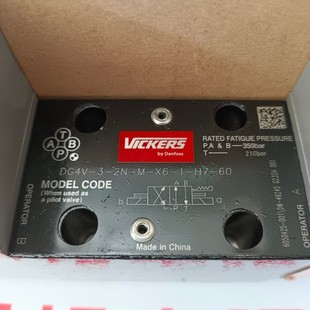 T
A B
P
VICKERS
by Danfoss
RATED FATIGUE PRESSURE
P,A & B—350bar
T— 210bar
DG4V-3-2N-M-X6-1-H7-60
MODEL CODE
(When used as
a pilot valve)
A B
a b
P T
OPERATOR
B
OPERATOR
A
Made in China